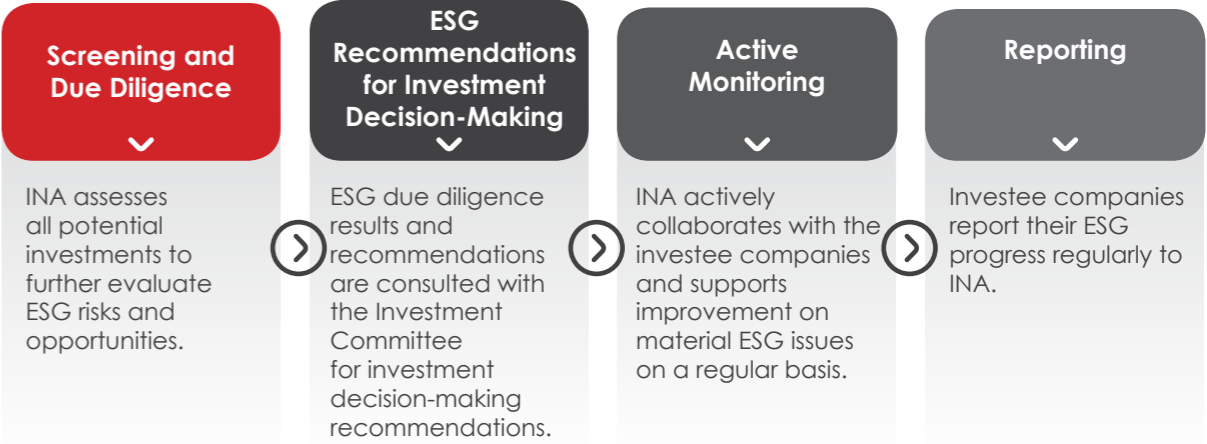 Screening and
Due Diligence
INA assesses
all potential
investments to
further evaluate
ESG risks and
opportunities.
ESG
Recommendations
for Investment
Decision-Making
ESG due diligence
results and
recommendations
are consulted with
the Investment
Committee
for investment
decision-making
recommendations.
Active
Monitoring
INA actively
collaborates with the
investee companies
and supports
improvement on
material ESG issues
on a regular basis.
Reporting
Investee companies
report their ESG
progress regularly to
INA.